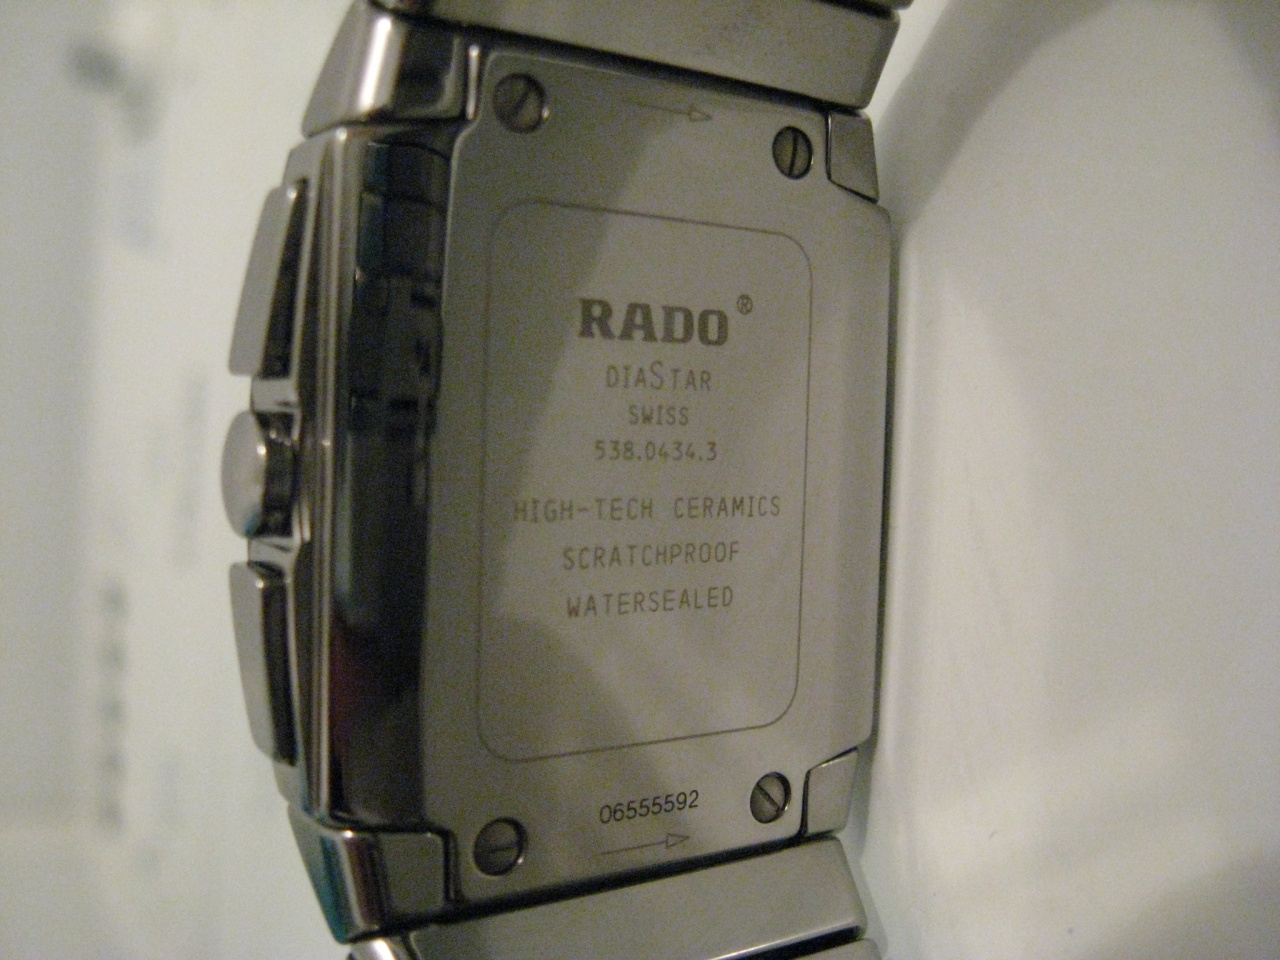 RADO®
DIASTAR
SWISS
538.0434.3
HIGH-TECH CERAMICS
SCRATCHPROOF
WATERSEALED
06555592